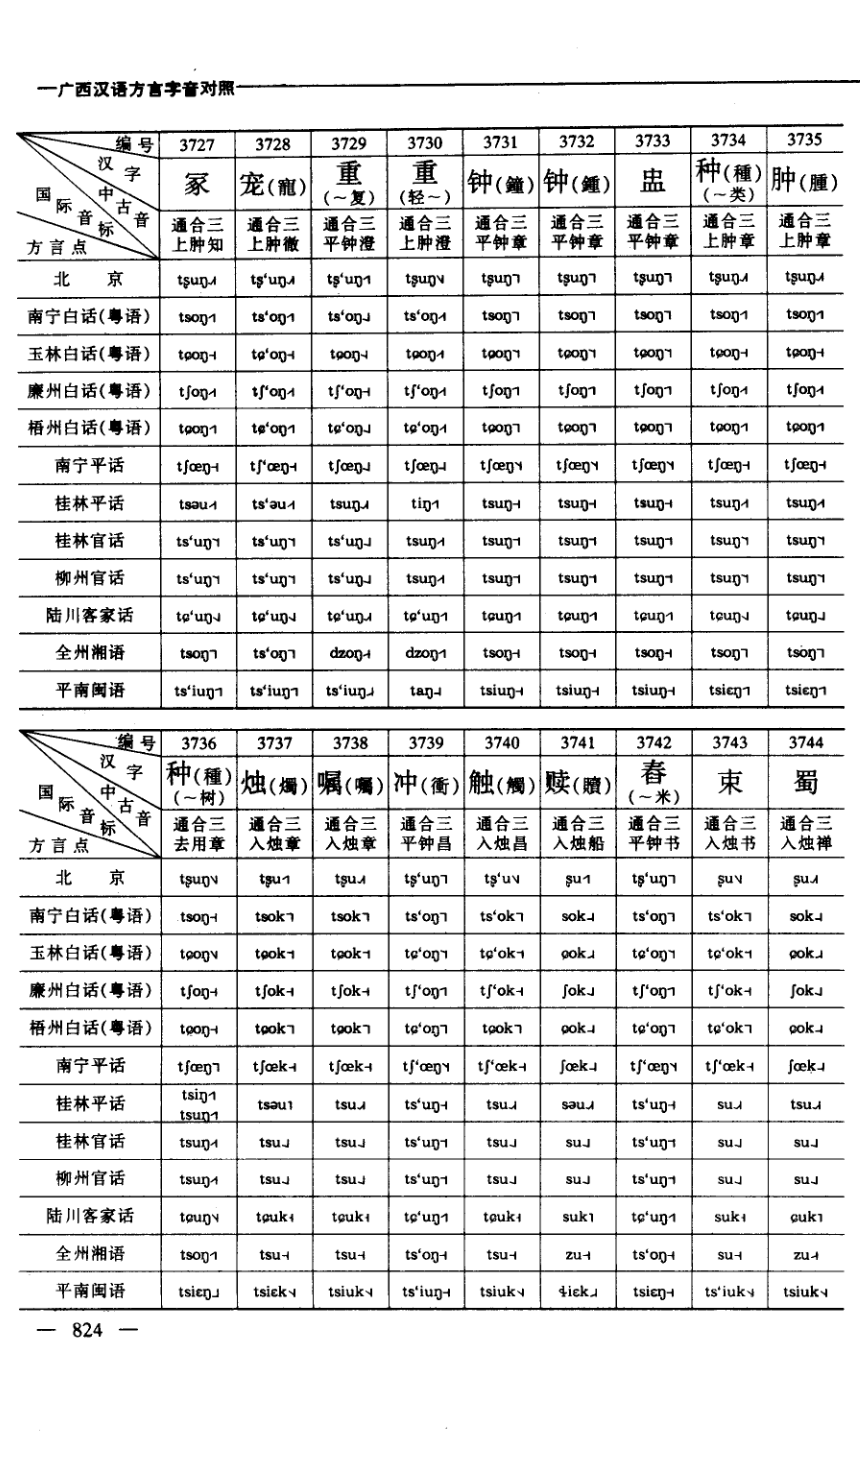 一广西汉语方言字音对照
编号 3727 3728 3729 3730 3731 3732 3733 3734 3735
汉字 冢 宠(寵) 重(～复) 重(轻～) 钟(鐘) 钟(鍾) 盅 种(種)(～类) 肿(腫)
国际音标 中古音 通合三 通合三 通合三 通合三 通合三 通合三 通合三 通合三 通合三
方言点 上肿知 上肿徹 平钟澄 上肿澄 平钟章 平钟章 平钟章 上肿章 上肿章
北京 tʂuŋ tʂʻuŋ tʂʻuŋ tʂuŋ tʂuŋ tʂuŋ tʂuŋ tʂuŋ tʂuŋ
南宁白话(粤语) tsoŋ tsʻoŋ tsʻoŋ tsʻoŋ tsoŋ tsoŋ tsoŋ tsoŋ tsoŋ
玉林白话(粤语) tɕoŋ tɕʻoŋ tɕoŋ tɕoŋ tɕoŋ tɕoŋ tɕoŋ tɕoŋ tɕoŋ
廉州白话(粤语) tʃoŋ tʃʻoŋ tʃʻoŋ tʃʻoŋ tʃoŋ tʃoŋ tʃoŋ tʃoŋ tʃoŋ
梧州白话(粤语) tɕoŋ tɕʻoŋ tɕʻoŋ tɕʻoŋ tɕoŋ tɕoŋ tɕoŋ tɕoŋ tɕoŋ
南宁平话 tʃœŋ tʃʻœŋ tʃœŋ tʃœŋ tʃœŋ tʃœŋ tʃœŋ tʃœŋ tʃœŋ
桂林平话 tsəu tsʻəu tsuŋ tiŋ tsuŋ tsuŋ tsuŋ tsuŋ tsuŋ
桂林官话 tsʻuŋ tsʻuŋ tsʻuŋ tsuŋ tsuŋ tsuŋ tsuŋ tsuŋ tsuŋ
柳州官话 tsʻuŋ tsʻuŋ tsʻuŋ tsuŋ tsuŋ tsuŋ tsuŋ tsuŋ tsuŋ
陆川客家话 tɕʻuŋ tɕʻuŋ tɕʻuŋ tɕʻuŋ tɕuŋ tɕuŋ tɕuŋ tɕuŋ tɕuŋ
全州湘语 tsoŋ tsʻoŋ dzoŋ dzoŋ tsoŋ tsoŋ tsoŋ tsoŋ tsoŋ
平南闽语 tsʻiuŋ tsʻiuŋ tsʻiuŋ taŋ tsiuŋ tsiuŋ tsiuŋ tsiɛŋ tsiɛŋ
编号 3736 3737 3738 3739 3740 3741 3742 3743 3744
汉字 种(種)(～树) 烛(燭) 嘱(囑) 冲(衝) 触(觸) 赎(贖) 舂(～米) 束 蜀
国际音标 中古音 通合三 通合三 通合三 通合三 通合三 通合三 通合三 通合三 通合三
方言点 去用章 入烛章 入烛章 平钟昌 入烛昌 入烛船 平钟书 入烛书 入烛禅
北京 tʂuŋ tʂu tʂu tʂʻuŋ tʂʻu ʂu tʂʻuŋ ʂu ʂu
南宁白话(粤语) tsoŋ tsok tsok tsʻoŋ tsʻok sok tsʻoŋ tsʻok sok
玉林白话(粤语) tɕoŋ tɕok tɕok tɕʻoŋ tɕʻok ɕok tɕʻoŋ tɕʻok ɕok
廉州白话(粤语) tʃoŋ tʃok tʃok tʃʻoŋ tʃʻok ʃok tʃʻoŋ tʃʻok ʃok
梧州白话(粤语) tɕoŋ tɕok tɕok tɕʻoŋ tɕok ɕok tɕʻoŋ tɕʻok ɕok
南宁平话 tʃœŋ tʃœk tʃœk tʃʻœŋ tʃʻœk ʃœk tʃʻœŋ tʃʻœk ʃœk
桂林平话 tsiŋ tsuŋ tsəu tsu tsʻuŋ tsu səu tsʻuŋ su tsu
桂林官话 tsuŋ tsu tsu tsʻuŋ tsu su tsʻuŋ su su
柳州官话 tsuŋ tsu tsu tsʻuŋ tsu su tsʻuŋ su su
陆川客家话 tɕuŋ tɕuk tɕuk tɕʻuŋ tɕuk suk tɕʻuŋ suk ɕuk
全州湘语 tsoŋ tsu tsu tsʻoŋ tsu zu tsʻoŋ su zu
平南闽语 tsiɛŋ tsiɛk tsiuk tsʻiuŋ tsiuk ɬiɛk tsiɛŋ tsʻiuk tsiuk
— 824 —